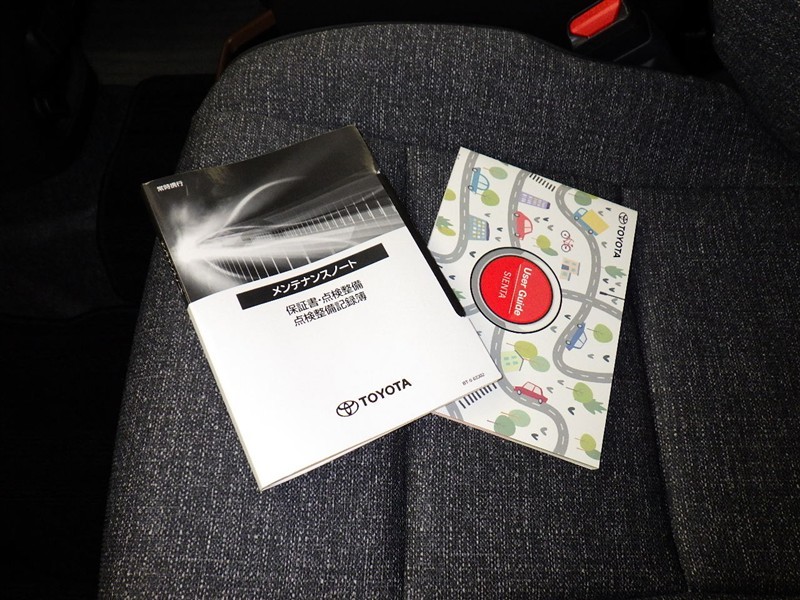 常時携行
メンテナンスノート
保証書・点検整備
点検整備記録簿
TOYOTA
TOYOTA
User Guide
SIENTA